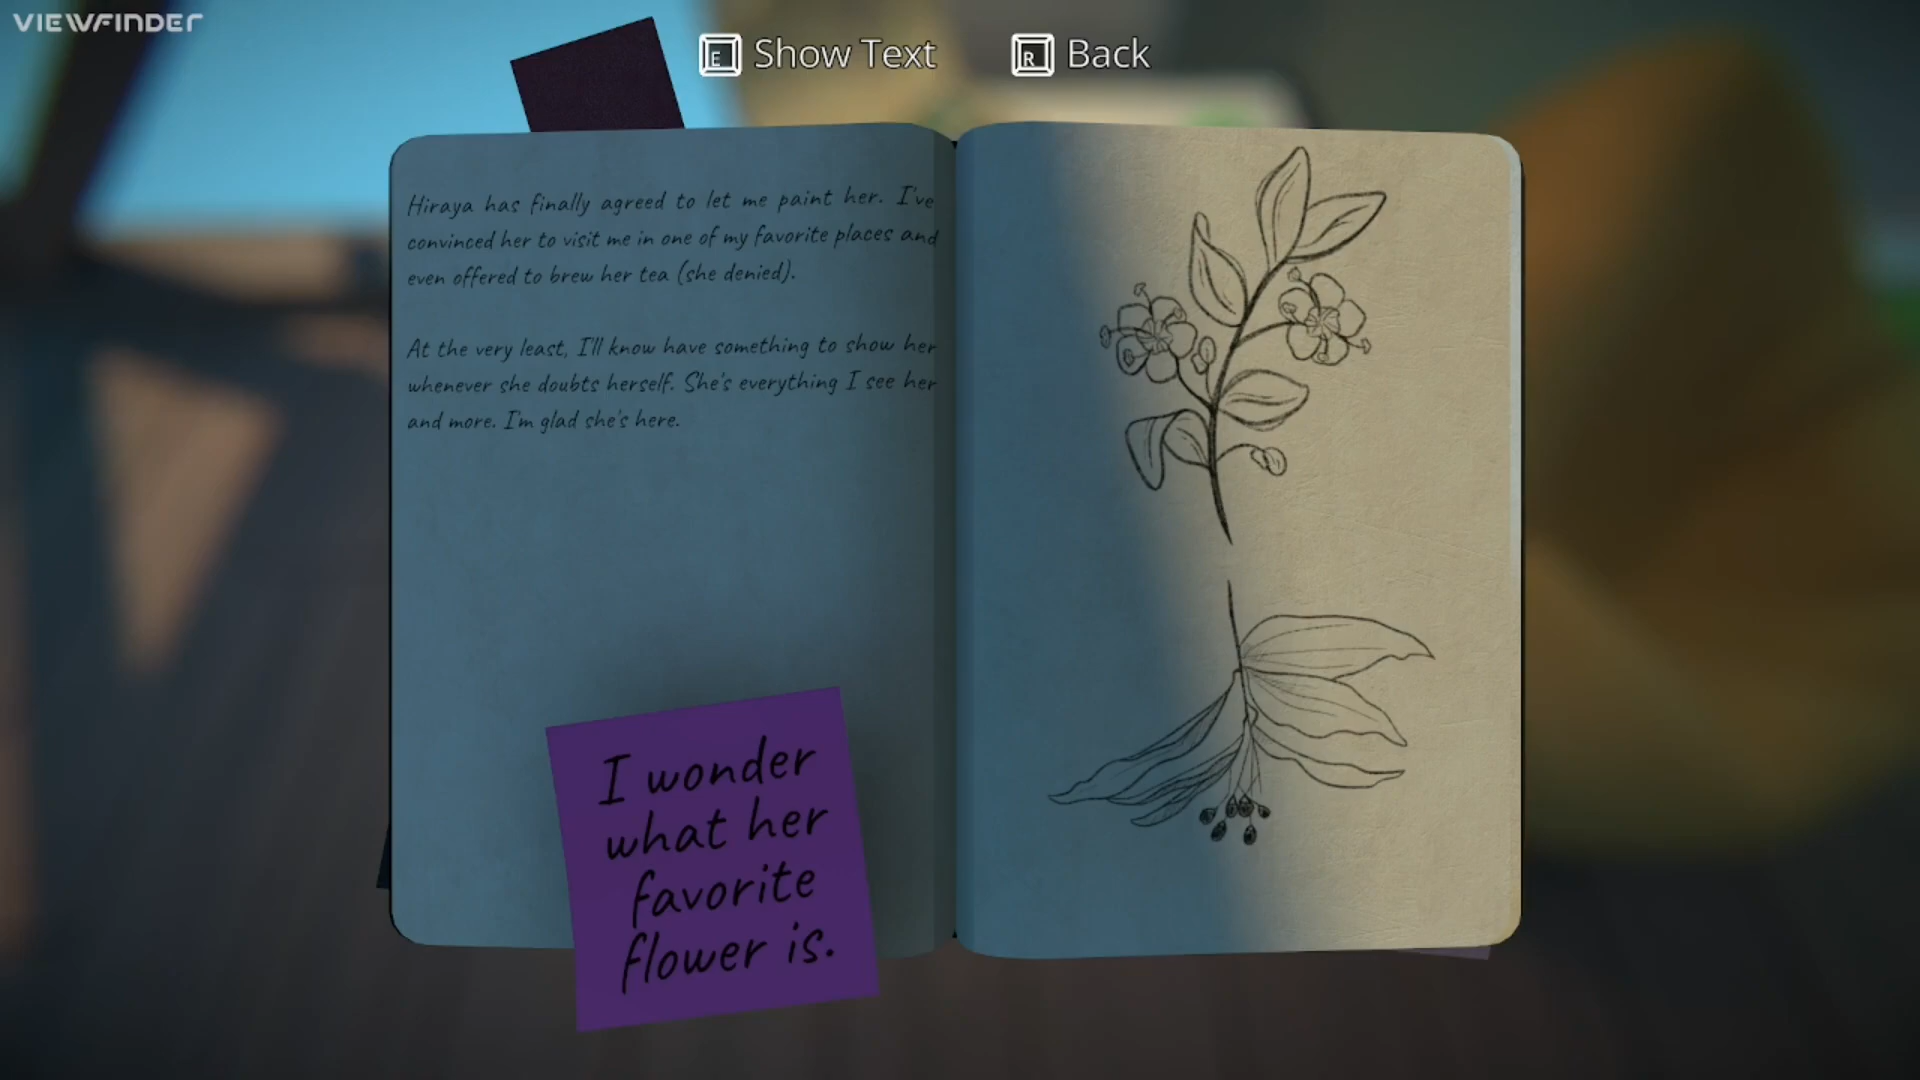 VIEWFINDER
E Show Text R Back
Hiraya has finally agreed to let me paint her. I've
convinced her to visit me in one of my favorite places and
even offered to brew her tea (she denied).
At the very least, I'll know have something to show her
whenever she doubts herself. She's everything I see her
and more. I'm glad she's here.
I wonder
what her
favorite
flower is.